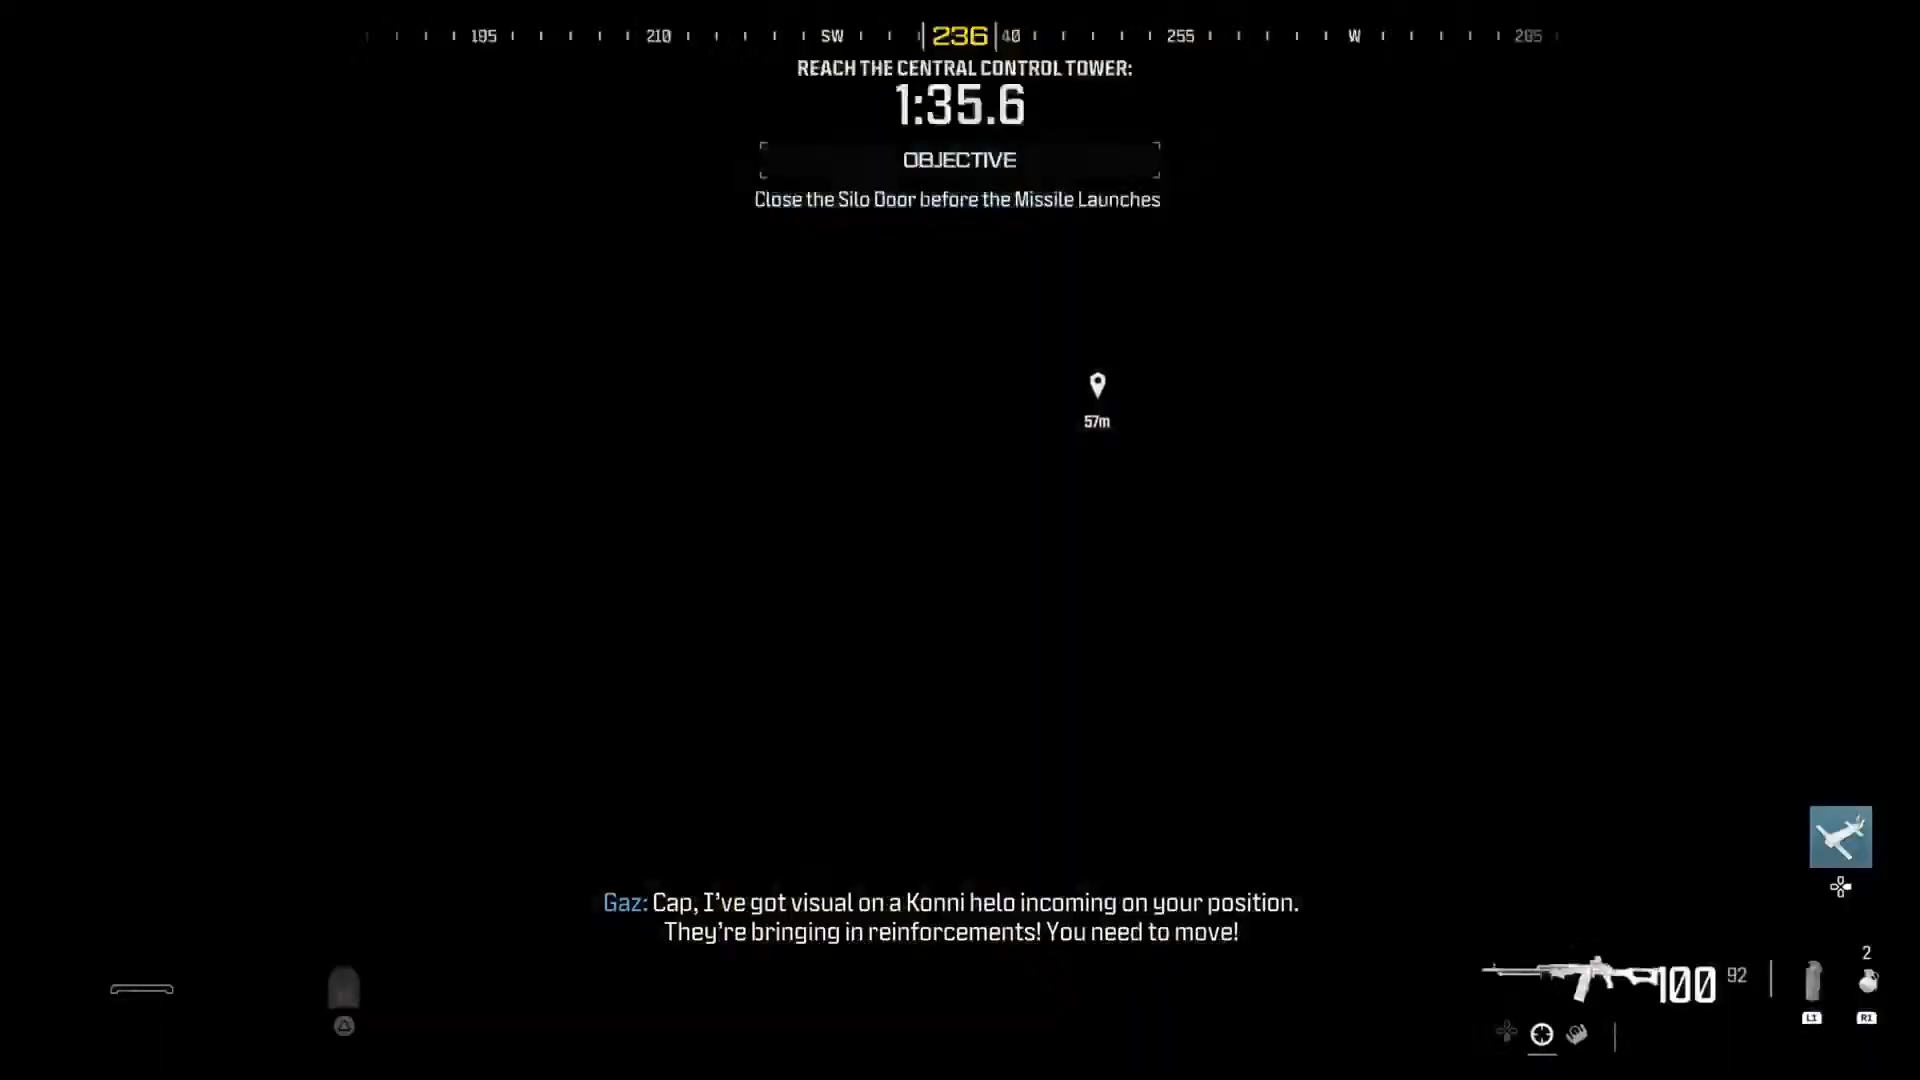 195 210 SW 236 40 255 W 285
REACH THE CENTRAL CONTROL TOWER:
1:35.6
OBJECTIVE
Close the Silo Door before the Missile Launches
57m
Gaz: Cap, I've got visual on a Konni helo incoming on your position.
They're bringing in reinforcements! You need to move!
2
100 92
L1 R1